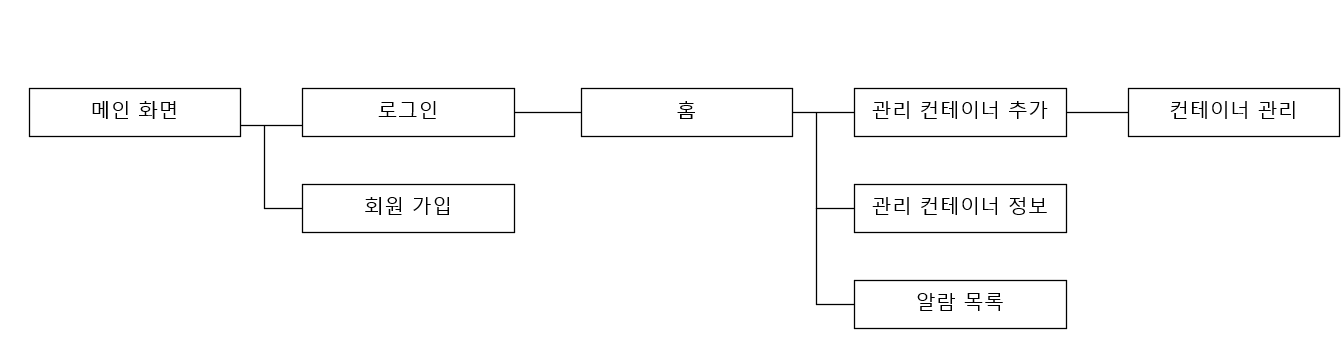 메인 화면
로그인
홈
관리 컨테이너 추가
컨테이너 관리
회원 가입
관리 컨테이너 정보
알람 목록